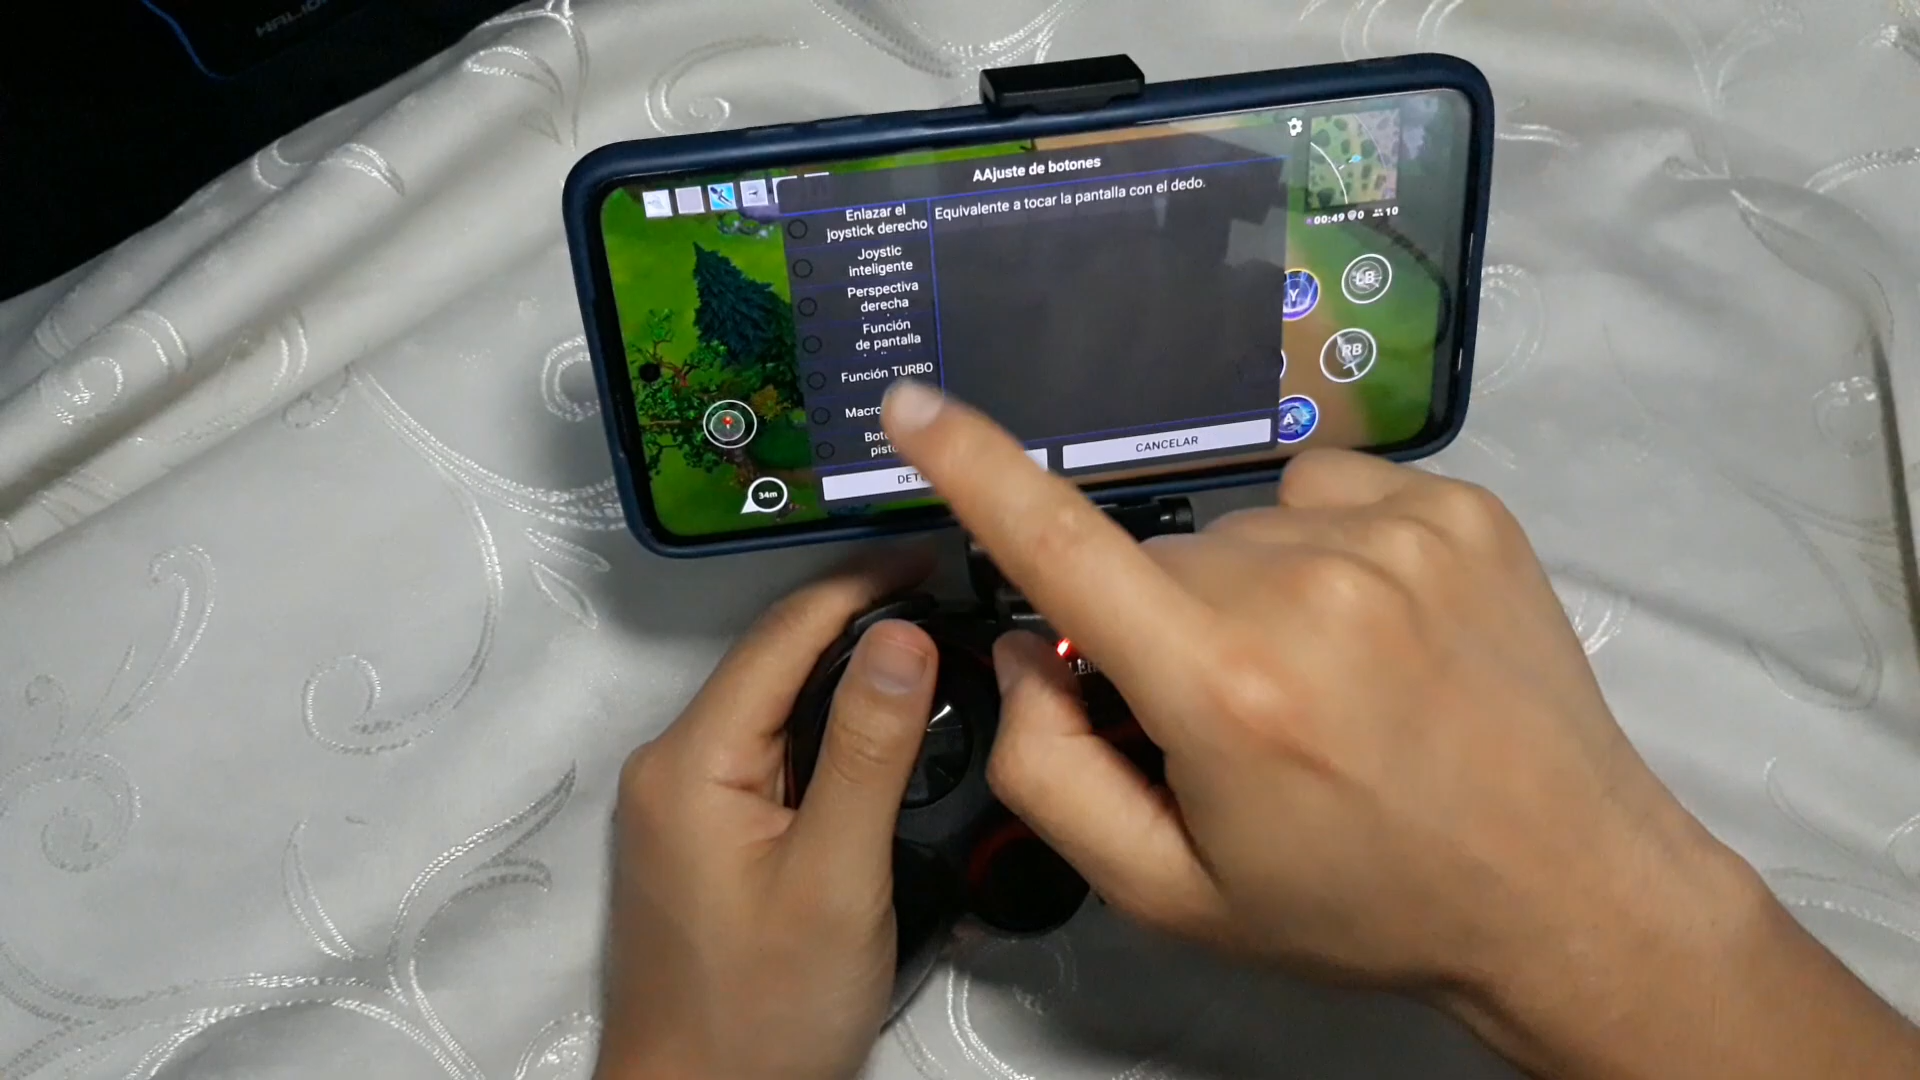 AAjuste de botones
Enlazar el
joystick derecho
Joystic
inteligente
Perspectiva
derecha
Función
de pantalla
Función TURBO
Equivalente a tocar la pantalla con el dedo.
CANCELAR
00:49 0 10
Y
LB
RB
A
34m